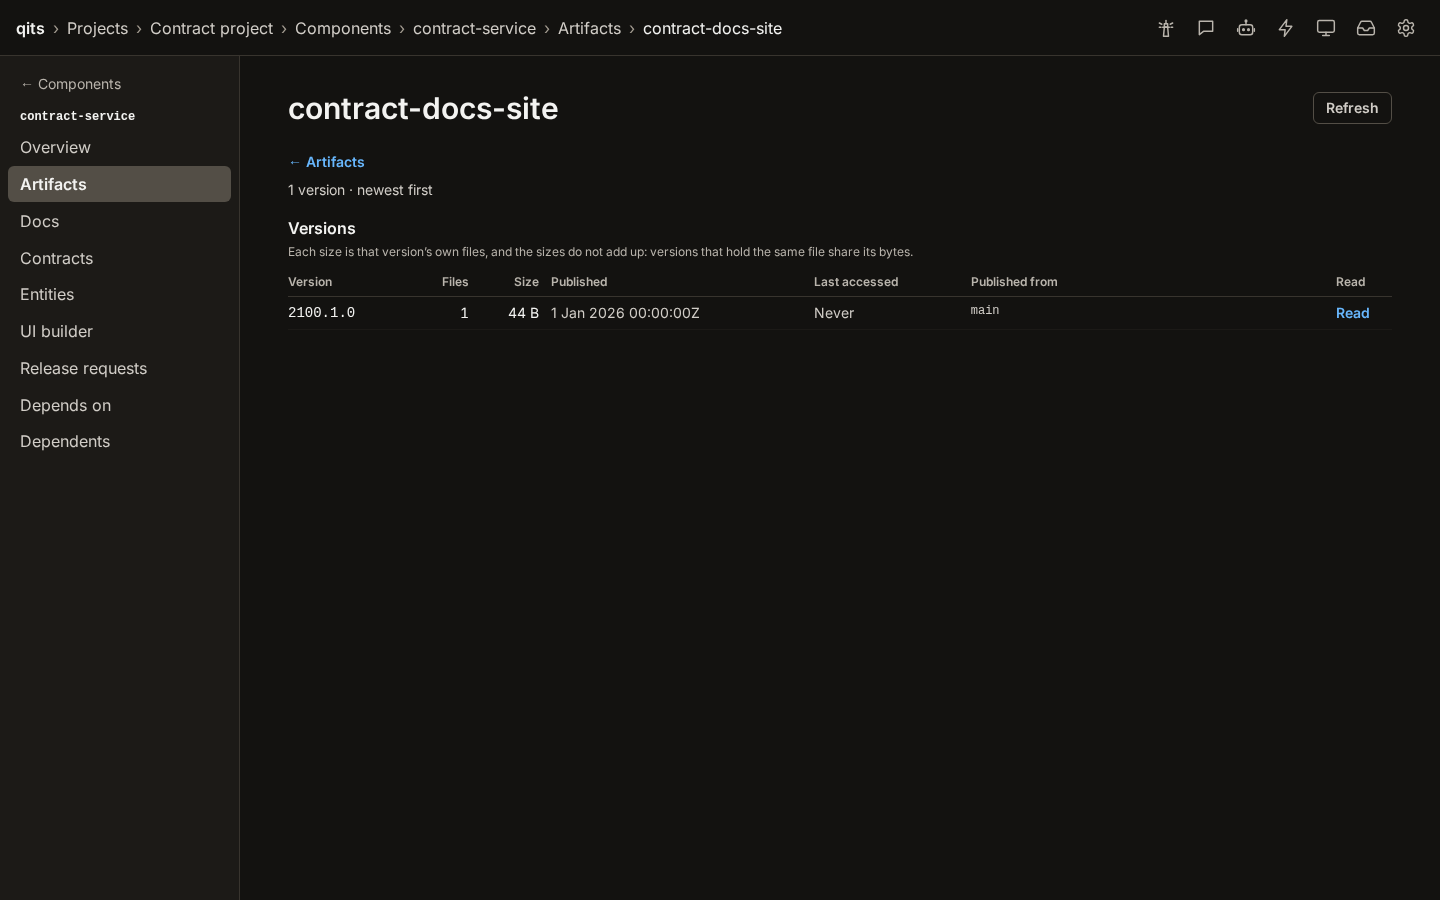 qits › Projects › Contract project › Components › contract-service › Artifacts › contract-docs-site
← Components
contract-service
Overview
Artifacts
Docs
Contracts
Entities
UI builder
Release requests
Depends on
Dependents
contract-docs-site
Refresh
← Artifacts
1 version · newest first
Versions
Each size is that version’s own files, and the sizes do not add up: versions that hold the same file share its bytes.
Version Files Size Published Last accessed Published from Read
2100.1.0 1 44 B 1 Jan 2026 00:00:00Z Never main Read